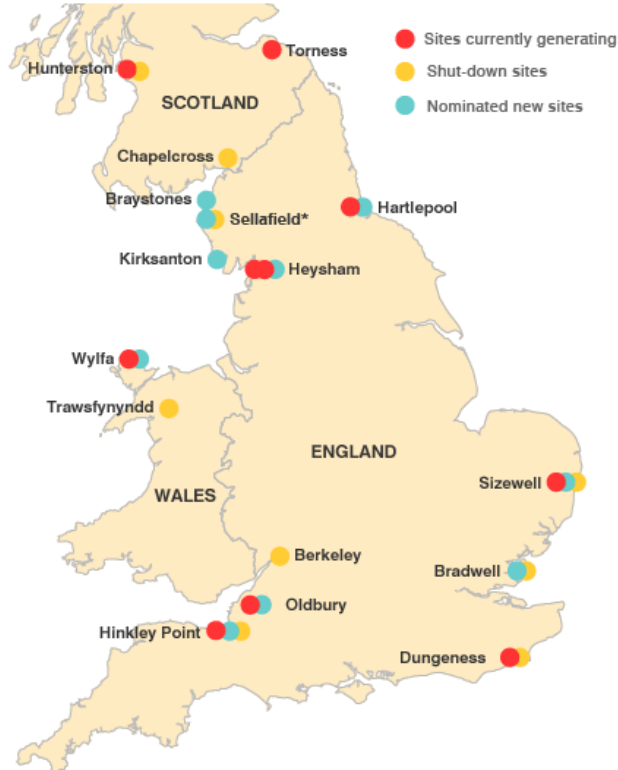 Torness
Sites currently generating
Hunterston
Shut-down sites
SCOTLAND
Nominated new sites
Chapelcross
Braystones
Hartlepool
Sellafield*
Kirksanton
Heysham
Wylfa
Trawsfynyndd
ENGLAND
Sizewell
WALES
Berkeley
Bradwell
Oldbury
Hinkley Point
Dungeness